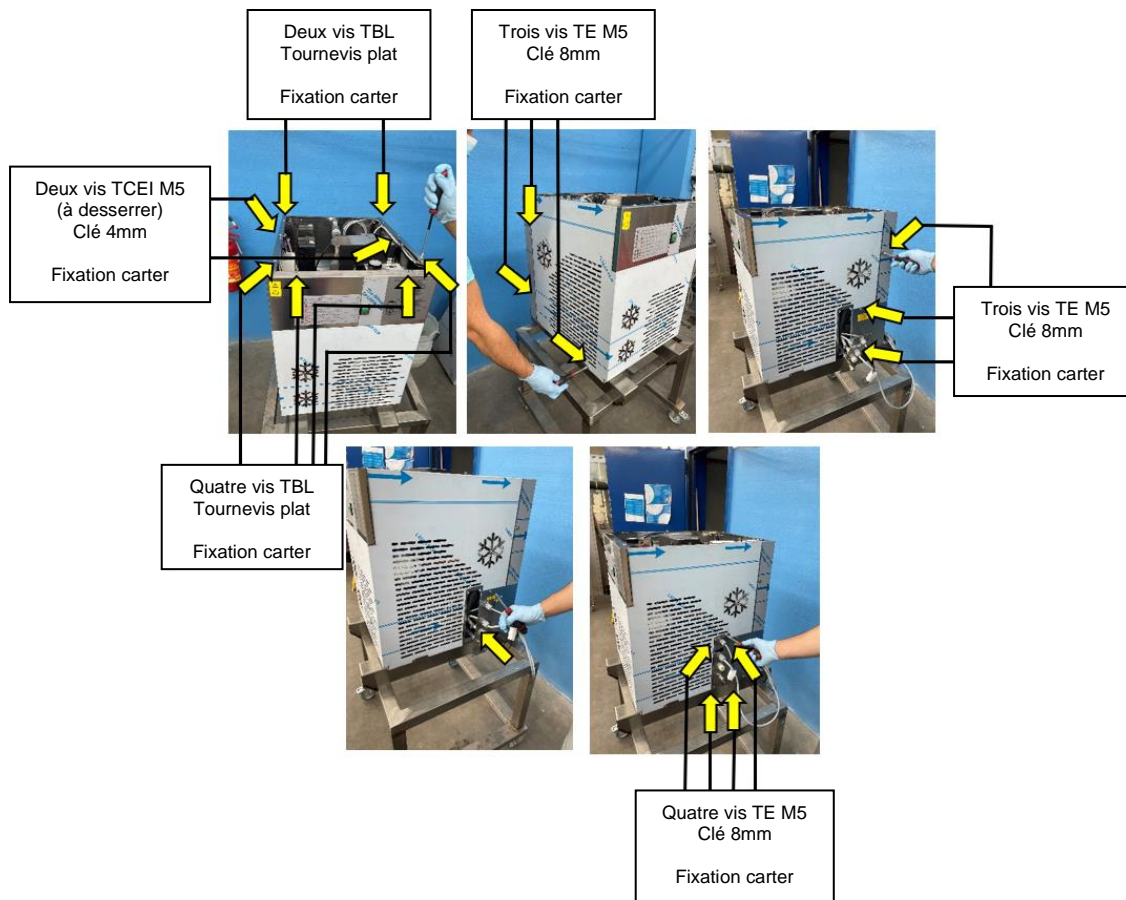 Deux vis TBL
Tournevis plat
Fixation carter
Trois vis TE M5
Clé 8mm
Fixation carter
Deux vis TCEI M5
(à desserrer)
Clé 4mm
Fixation carter
Trois vis TE M5
Clé 8mm
Fixation carter
Quatre vis TBL
Tournevis plat
Fixation carter
Quatre vis TE M5
Clé 8mm
Fixation carter